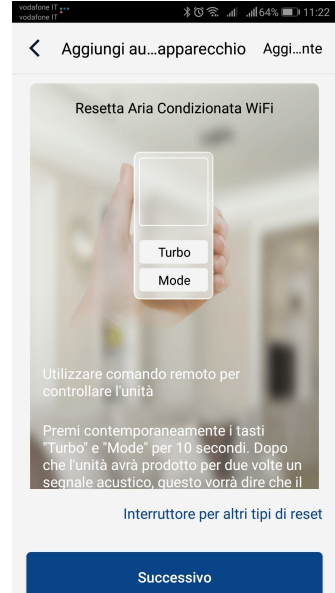 vodafone IT
vodafone IT
64% 11:22
Aggiungi au...apparecchio Aggi...nte
Resetta Aria Condizionata WiFi
Turbo
Mode
Utilizzare comando remoto per
controllare l'unità
Premi contemporaneamente i tasti
"Turbo" e "Mode" per 10 secondi. Dopo
che l'unità avrà prodotto per due volte un
segnale acustico, questo vorrà dire che il
Interruttore per altri tipi di reset
Successivo